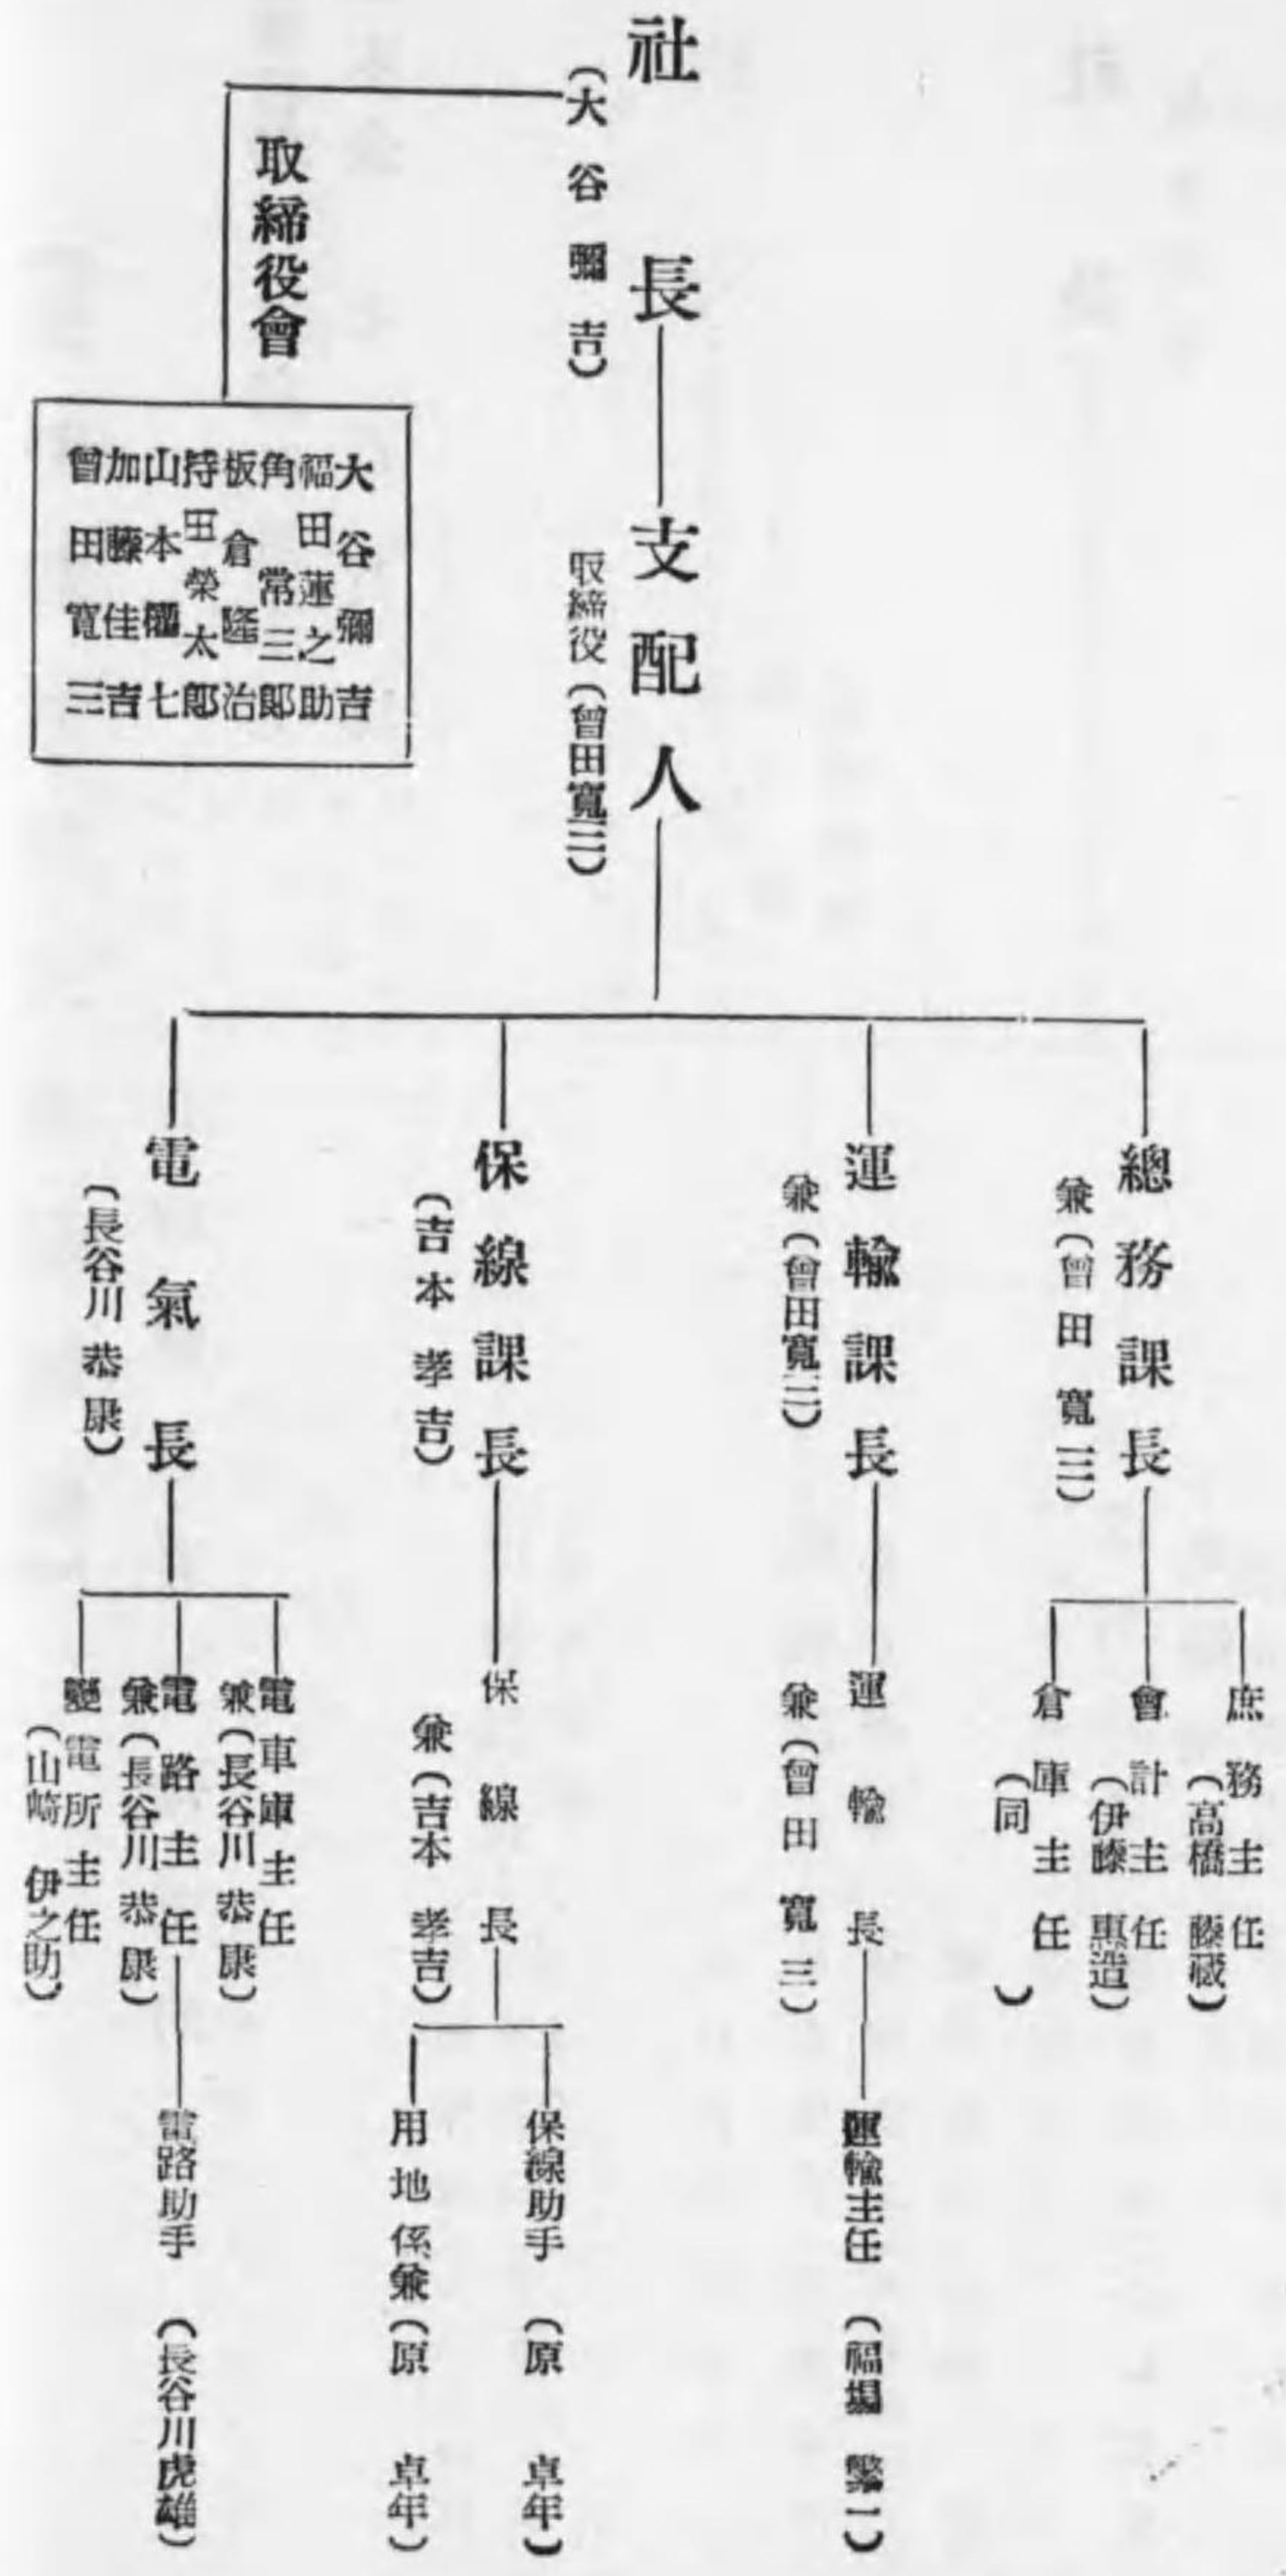 社長
（大谷彌吉）
取締役會
大谷彌吉
福田蓮之助
角常三郎
板倉隆治
持田榮太郎
山本 七
加藤佳吉
曾田寬三
支配人
取締役（曾田寬三）
總務課長
兼（曾田寬三）
庶務主任
（高橋藤藏）
會計主任
（伊藤惠造）
倉庫主任
（同）
運輸課長
兼（曾田寬三）
運輸長
兼（曾田寬三）
運輸主任（福場 一）
保線課長
（吉本孝吉）
保線長
兼（吉本孝吉）
保線助手（原卓年）
用地係兼（原卓年）
電氣長
（長谷川恭康）
電車庫主任
兼（長谷川恭康）
電路主任
兼（長谷川恭康）
電路助手（長谷川虎雄）
變電所主任
（山崎伊之助）